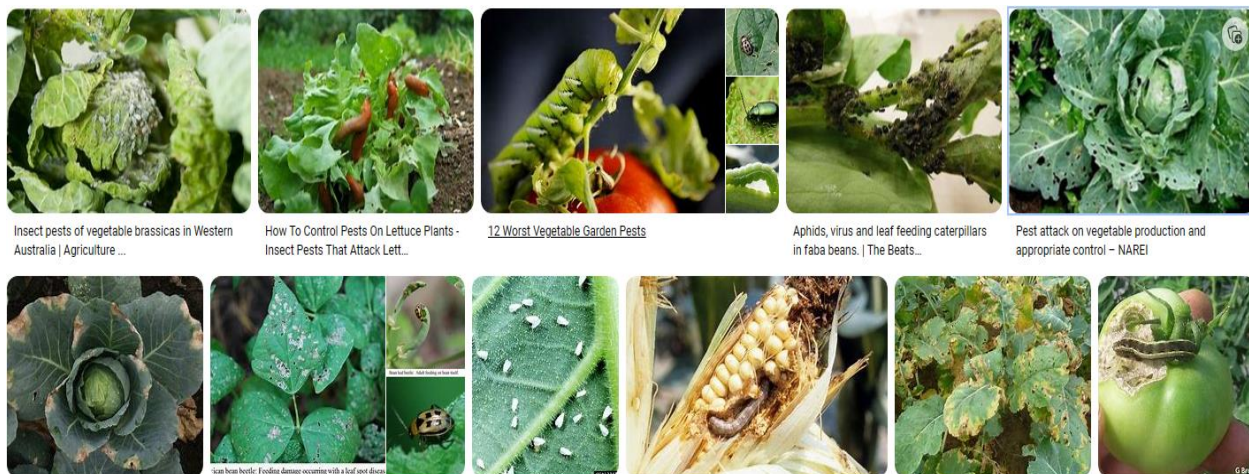 Insect pests of vegetable brassicas in Western
Australia | Agriculture ...
How To Control Pests On Lettuce Plants -
Insect Pests That Attack Lett...
12 Worst Vegetable Garden Pests
Aphids, virus and leaf feeding caterpillars
in faba beans. | The Beats...
Pest attack on vegetable production and
appropriate control – NAREI
ican bean beetle: Feeding damage occurring with a leaf spot diseas
G Br